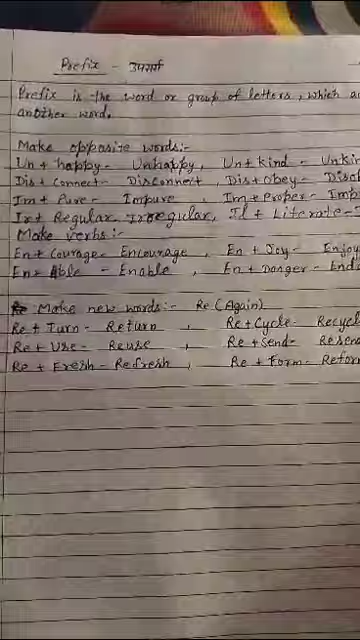 Prefix - उपसर्ग
Prefix is the word or group of letters, which
another word.
Make opposite words:-
Un + happy - Unhappy, Un + kind - Unkin
Dis + connect - Disconnect, Dis + obey - Diso
Im + Pure - Impure, Im + Proper - Imp
Ir + Regular - Irregular, Il + Literate -
Make verbs:-
En + Courage - Encourage, En + Joy - Enjoy
En + Able - Enable, En + Danger - End
Make new words:- Re (Again)
Re + Turn - Return, Re + Cycle - Recycl
Re + Use - Reuse, Re + Send - Resend
Re + Fresh - Refresh, Re + Form - Refor